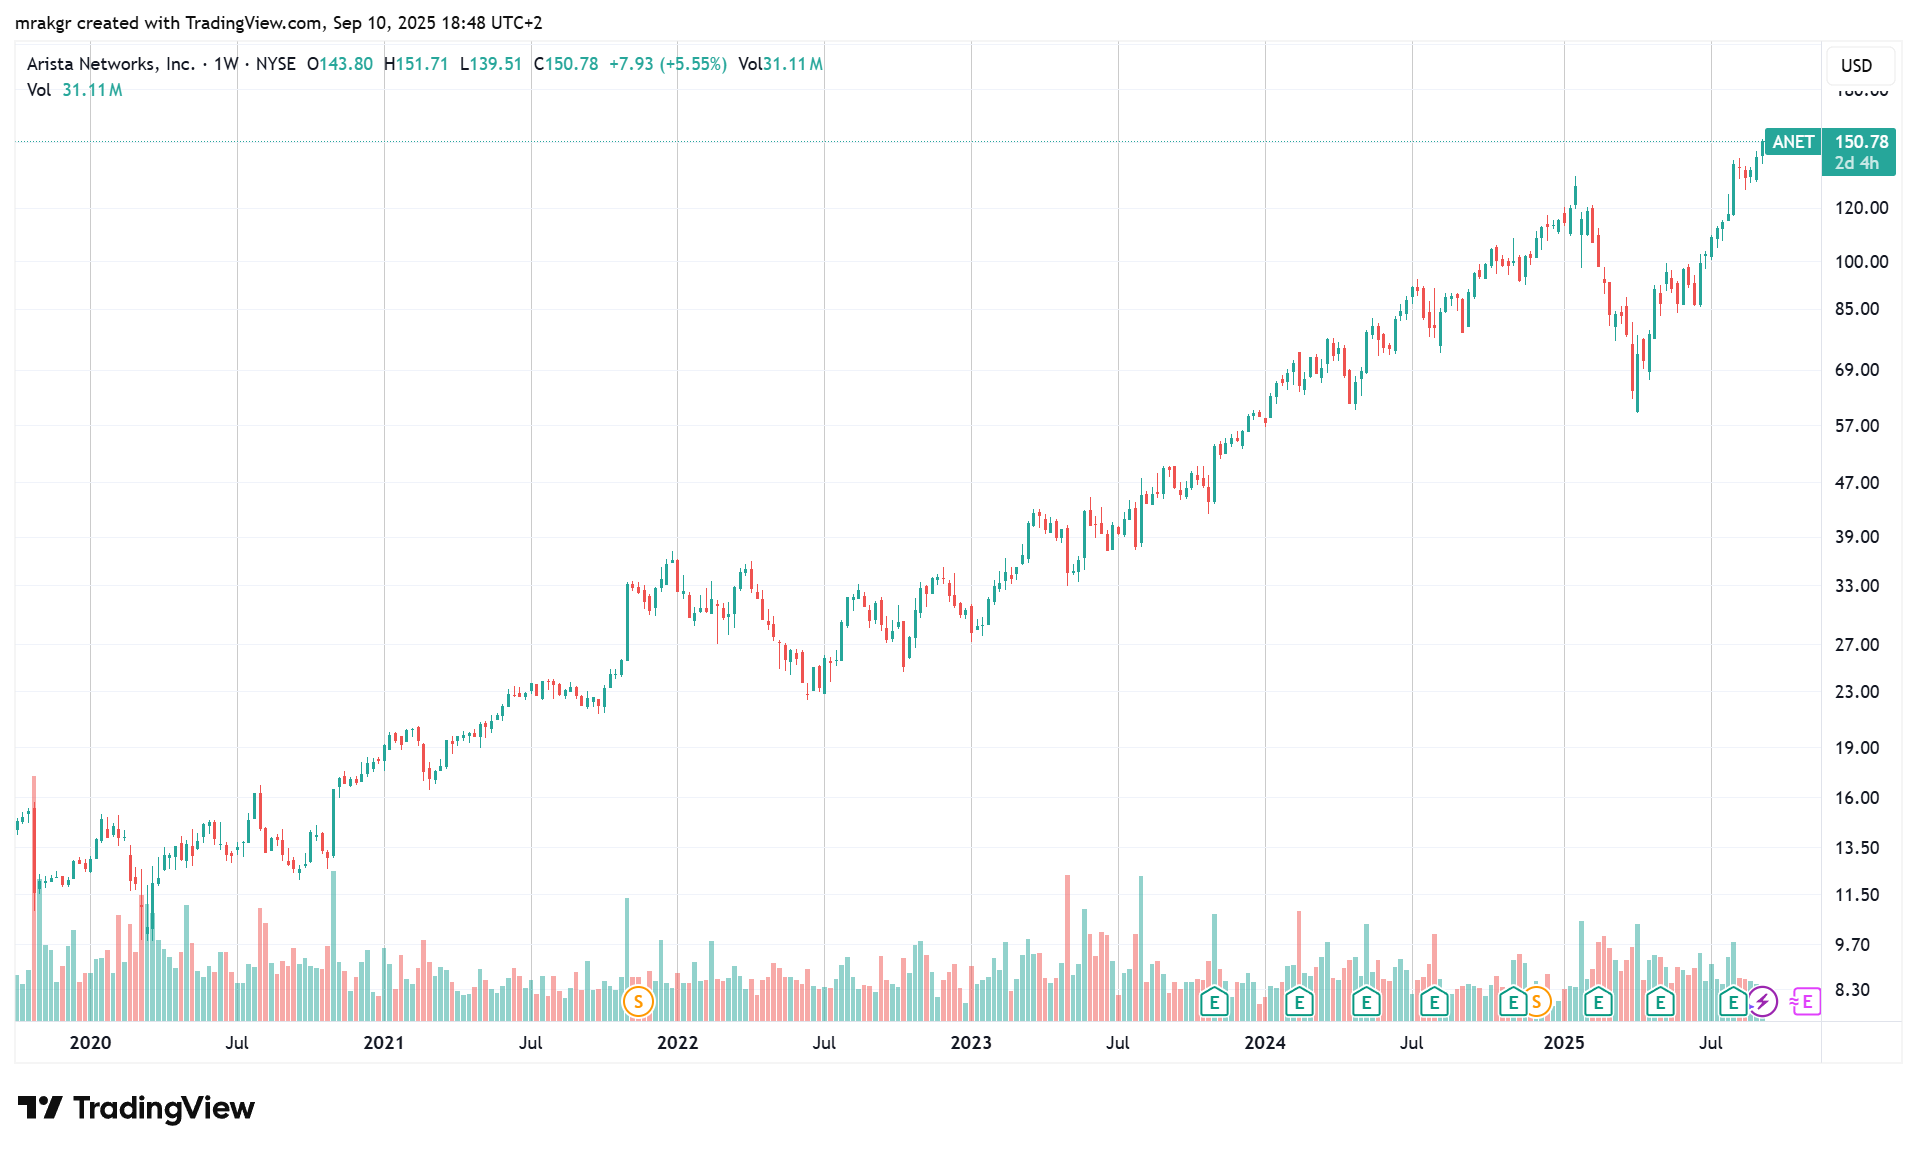 mrakgr created with TradingView.com, Sep 10, 2025 18:48 UTC+2
Arista Networks, Inc. · 1W · NYSE O143.80 H151.71 L139.51 C150.78 +7.93 (+5.55%) Vol31.11M
Vol 31.11M
USD
180.00
ANET 150.78
2d 4h
120.00
100.00
85.00
69.00
57.00
47.00
39.00
33.00
27.00
23.00
19.00
16.00
13.50
11.50
9.70
8.30
S E E E E E S E E E ≈E
2020 Jul 2021 Jul 2022 Jul 2023 Jul 2024 Jul 2025 Jul
TradingView